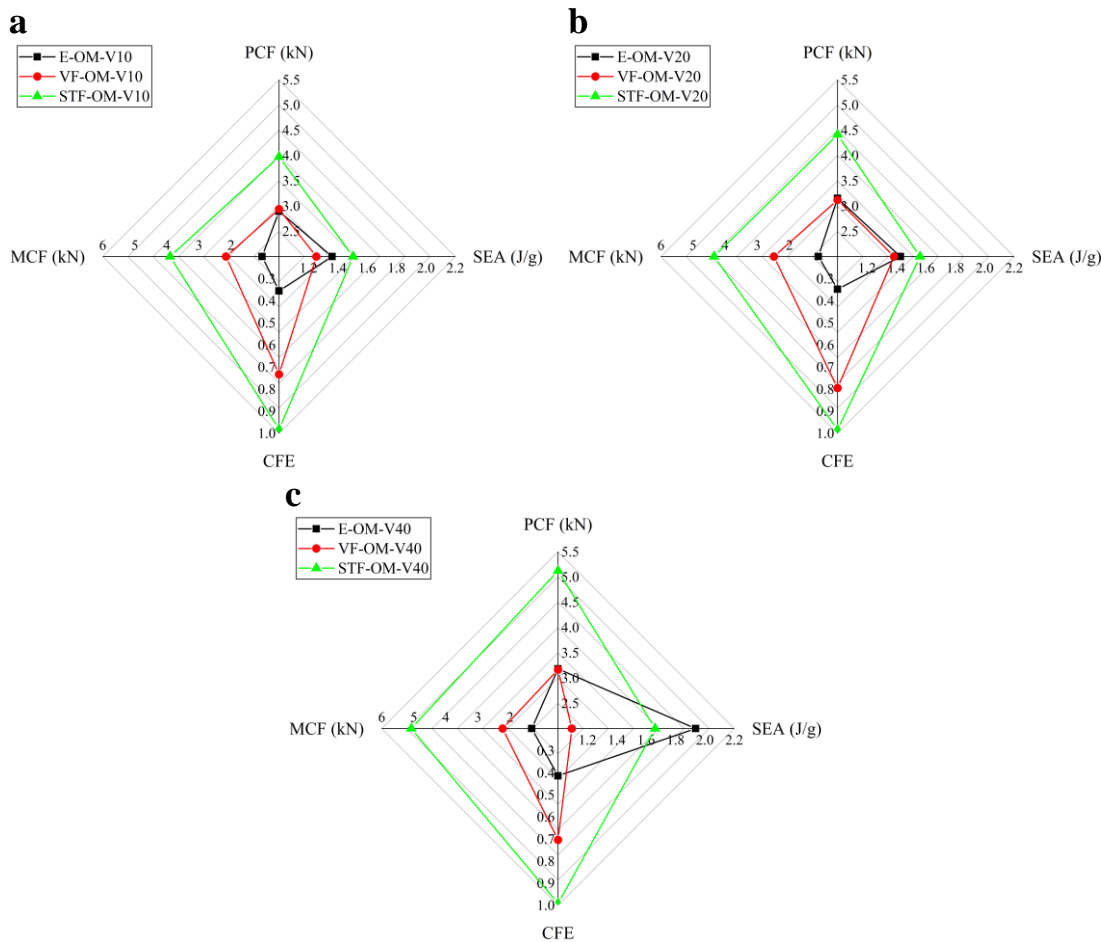 a
E-OM-V10
VF-OM-V10
STF-OM-V10
PCF (kN)
5.5
5.0
4.5
4.0
3.5
3.0
2.5
MCF (kN)
6 5 4 3 2
1.2 1.4 1.6 1.8 2.0 2.2
SEA (J/g)
0.3
0.4
0.5
0.6
0.7
0.8
0.9
1.0
CFE
b
E-OM-V20
VF-OM-V20
STF-OM-V20
PCF (kN)
5.5
5.0
4.5
4.0
3.5
3.0
2.5
MCF (kN)
6 5 4 3 2
1.2 1.4 1.6 1.8 2.0 2.2
SEA (J/g)
0.3
0.4
0.5
0.6
0.7
0.8
0.9
1.0
CFE
c
E-OM-V40
VF-OM-V40
STF-OM-V40
PCF (kN)
5.5
5.0
4.5
4.0
3.5
3.0
2.5
MCF (kN)
6 5 4 3 2
1.2 1.4 1.6 1.8 2.0 2.2
SEA (J/g)
0.3
0.4
0.5
0.6
0.7
0.8
0.9
1.0
CFE